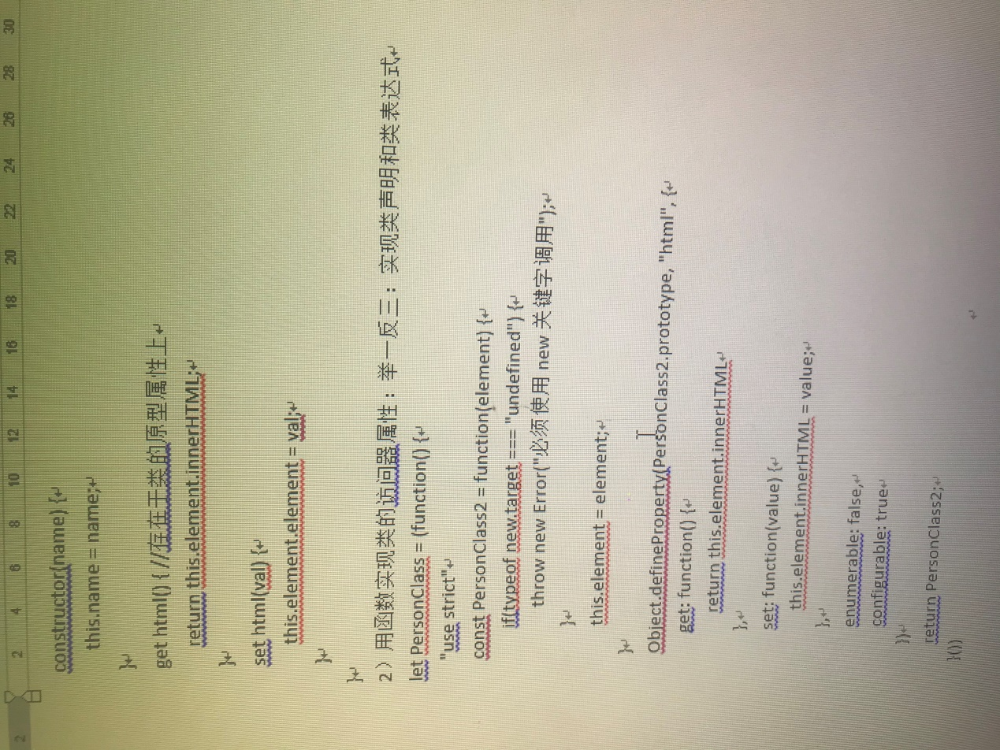 2 2 4 6 8 10 12 14 16 18 20 22 24 26 28 30
constructor(name) {
this.name = name;
}
get html() { //存在于类的原型属性上
return this.element.innerHTML;
}
set html(val) {
this.element.element = val;
}
}
2）用函数实现类的访问器属性：举一反三：实现类声明和类表达式
let PersonClass = (function() {
"use strict"
const PersonClass2 = function(element) {
if(typeof new.target === "undefined") {
throw new Error("必须使用 new 关键字调用");
}
this.element = element;
}
Object.defineProperty(PersonClass2.prototype, "html", {
get: function() {
return this.element.innerHTML
},
set: function(value) {
this.element.innerHTML = value;
},
enumerable: false,
configurable: true
})
return PersonClass2;
}())